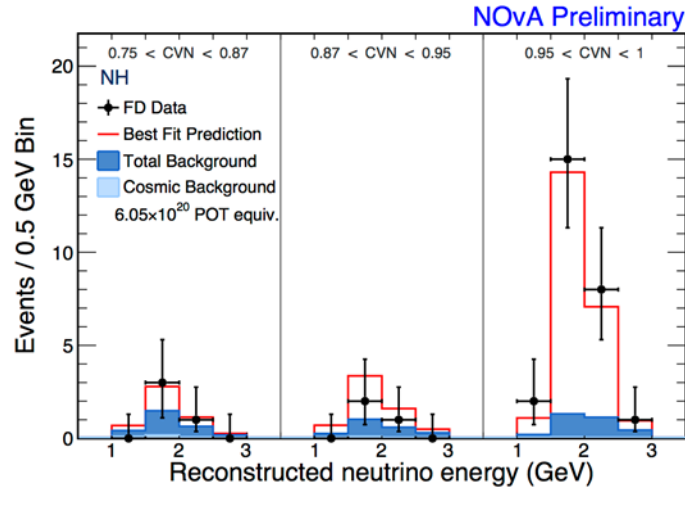 NOvA Preliminary
0.75 < CVN < 0.87
0.87 < CVN < 0.95
0.95 < CVN < 1
NH
FD Data
Best Fit Prediction
Total Background
Cosmic Background
6.05×10²⁰ POT equiv.
Events / 0.5 GeV Bin
20
15
10
5
0
1 2 3 1 2 3 1 2 3
Reconstructed neutrino energy (GeV)